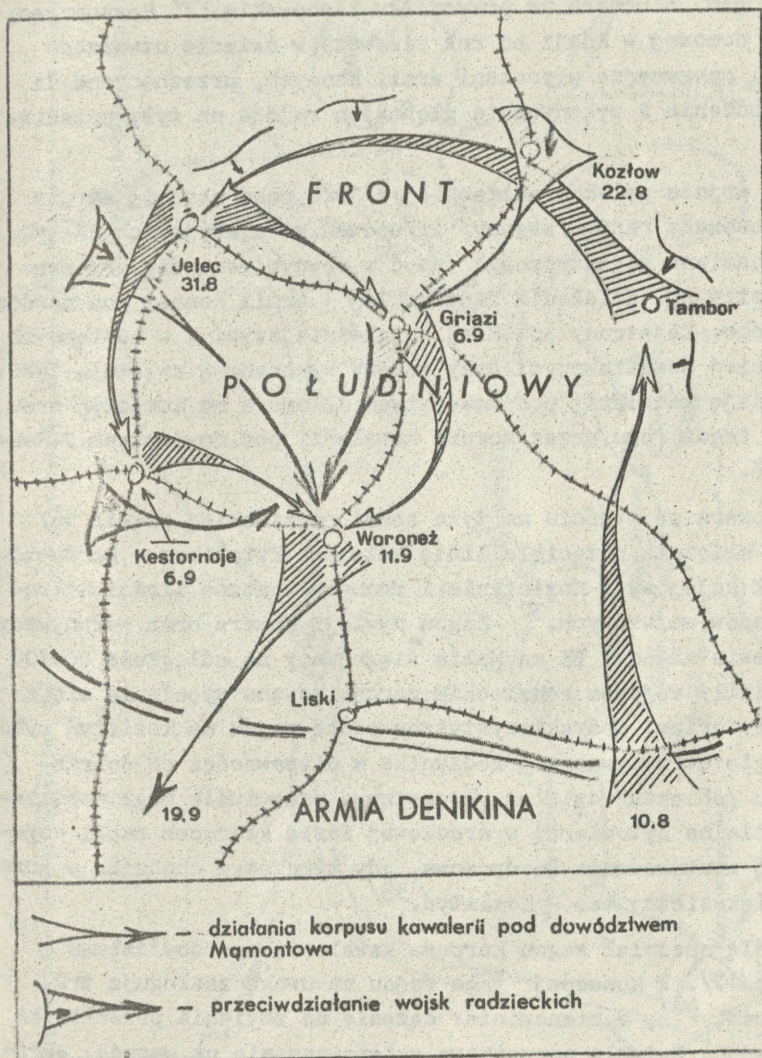 FRONT
Kozłow
22.8
Jelec
31.8
Tambor
Griazi
6.9
POŁUDNIOWY
Woroneż
11.9
Kestornoje
6.9
Liski
19.9
ARMIA DENIKINA
10.8
– działania korpusu kawalerii pod dowództwem
Mąmontowa
– przeciwdziałanie wojsk radzieckich